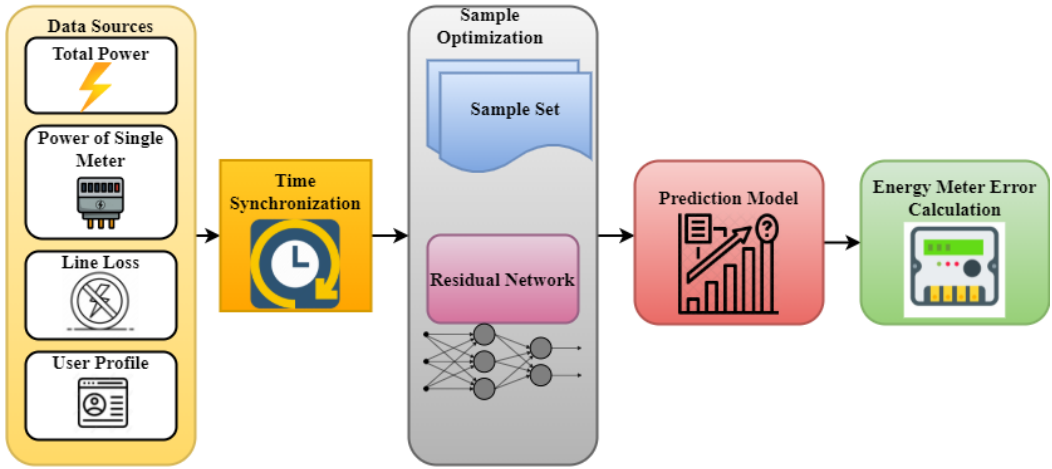 Data Sources
Total Power
Power of Single
Meter
Line Loss
User Profile
Time
Synchronization
Sample
Optimization
Sample Set
Residual Network
Prediction Model
?
Energy Meter Error
Calculation